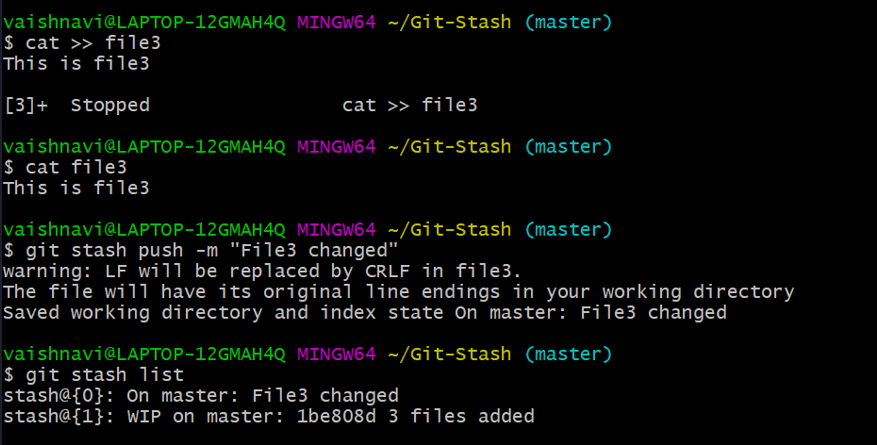 vaishnavi@LAPTOP-12GMAH4Q MINGW64 ~/Git-Stash (master)
$ cat >> file3
This is file3
[3]+  Stopped                 cat >> file3
vaishnavi@LAPTOP-12GMAH4Q MINGW64 ~/Git-Stash (master)
$ cat file3
This is file3
vaishnavi@LAPTOP-12GMAH4Q MINGW64 ~/Git-Stash (master)
$ git stash push -m "File3 changed"
warning: LF will be replaced by CRLF in file3.
The file will have its original line endings in your working directory
Saved working directory and index state On master: File3 changed
vaishnavi@LAPTOP-12GMAH4Q MINGW64 ~/Git-Stash (master)
$ git stash list
stash@{0}: On master: File3 changed
stash@{1}: WIP on master: 1be808d 3 files added